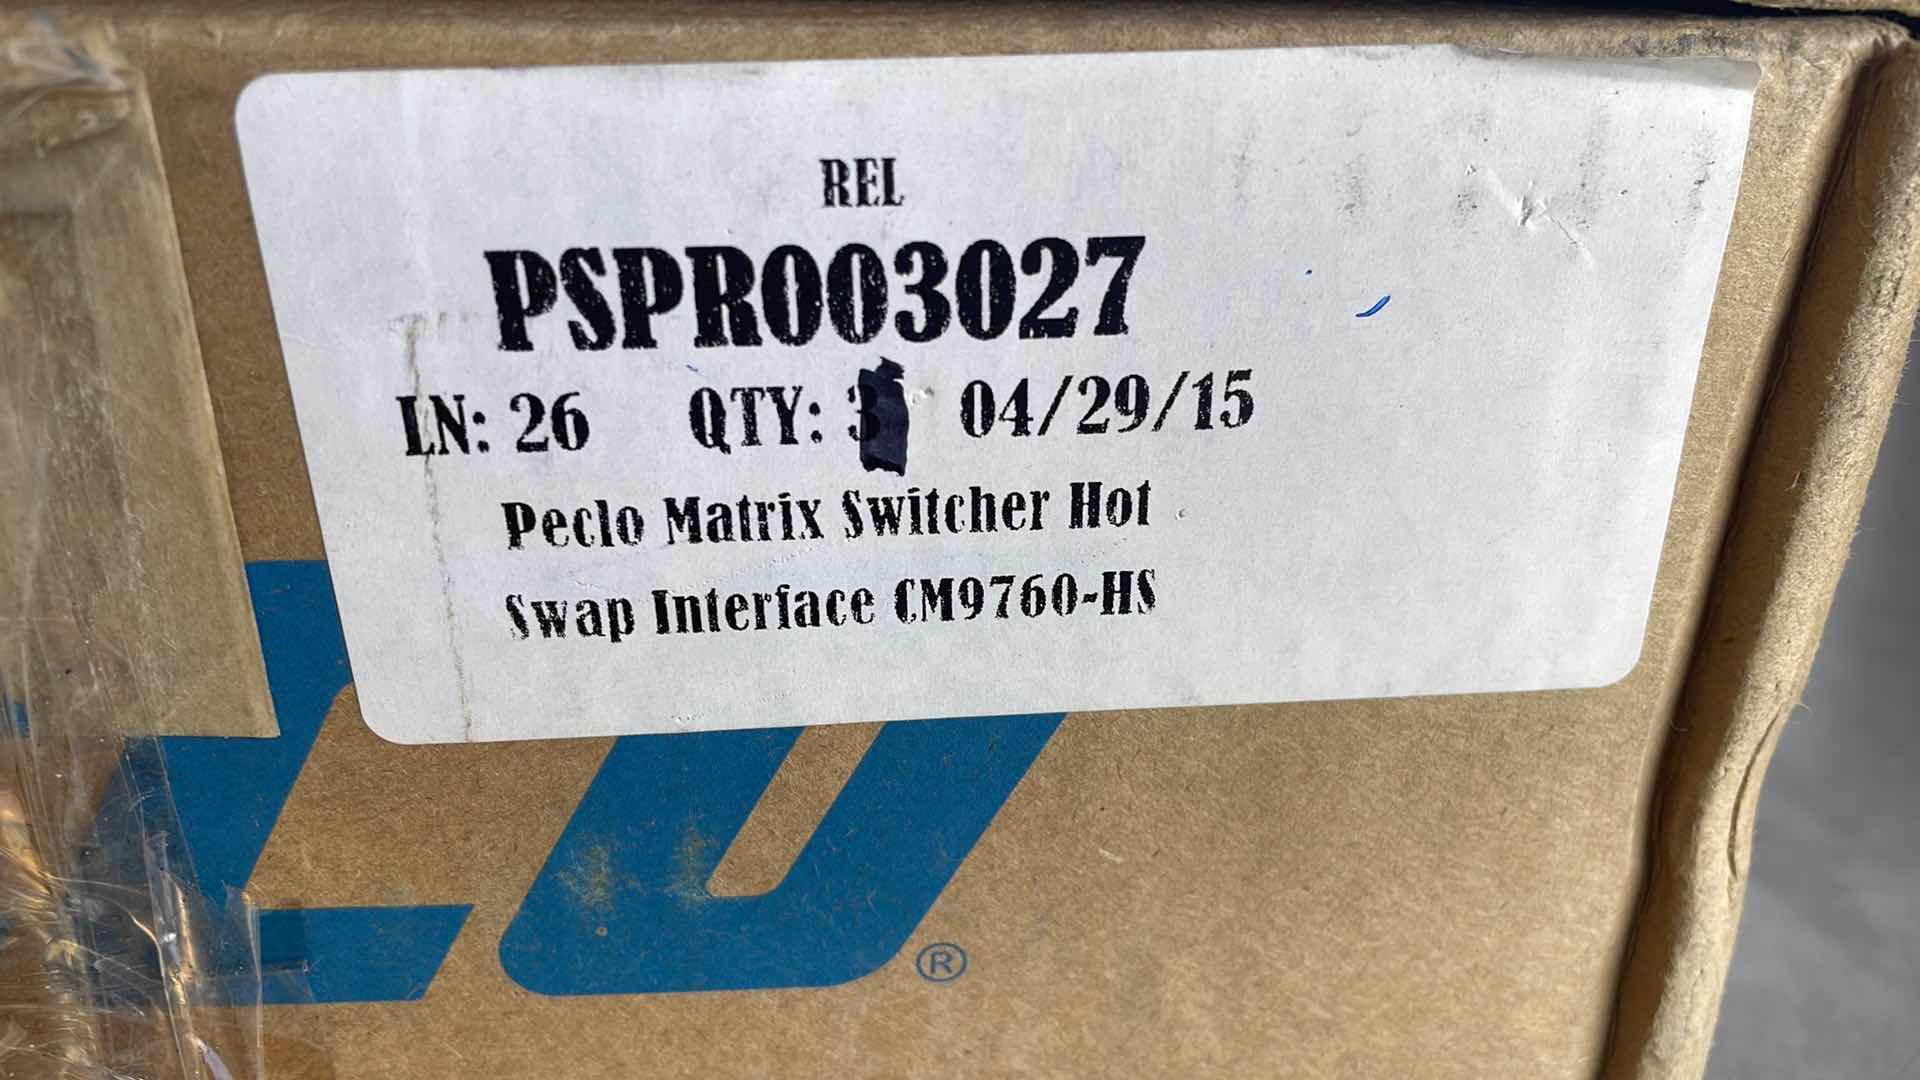 REL
PSPR003027
LN: 26 QTY: 3 04/29/15
Peclo Matrix Switcher Hot
Swap Interface CM9760-HS
®